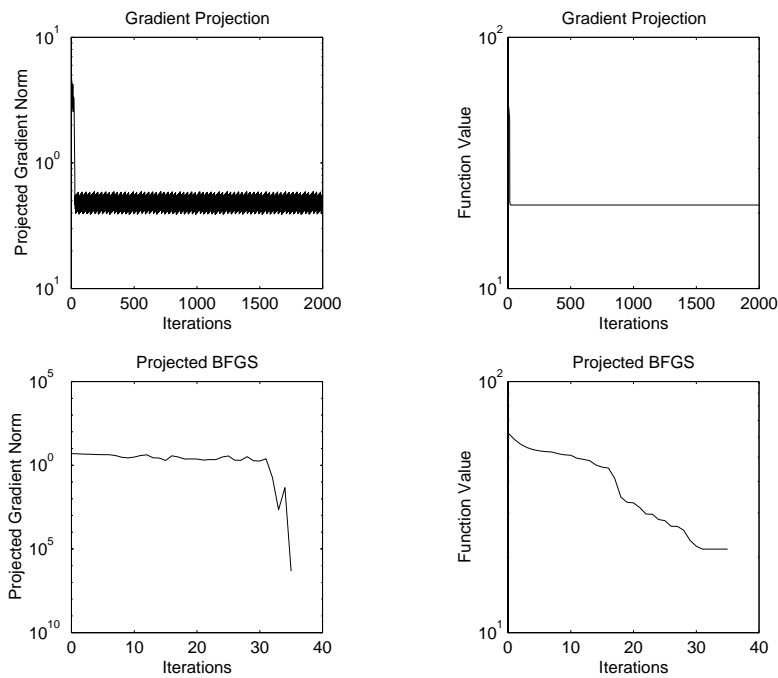 Gradient Projection
Projected Gradient Norm
10^1
10^0
10^1
0 500 1000 1500 2000
Iterations
Gradient Projection
Function Value
10^2
10^1
0 500 1000 1500 2000
Iterations
Projected BFGS
Projected Gradient Norm
10^5
10^0
10^5
10^10
0 10 20 30 40
Iterations
Projected BFGS
Function Value
10^2
10^1
0 10 20 30 40
Iterations